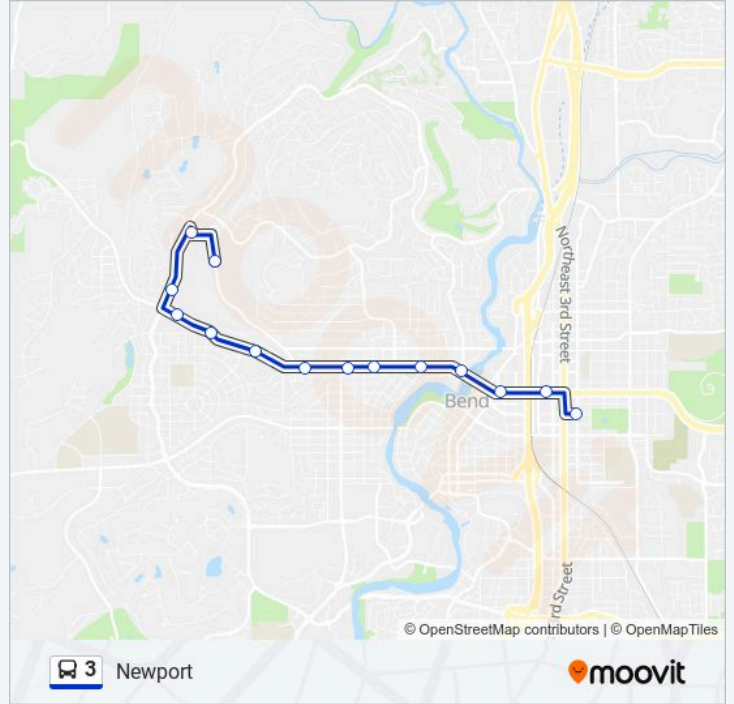 Northeast 3rd Street
Bend
rd Street
© OpenStreetMap contributors | © OpenMapTiles
3 Newport
moovit